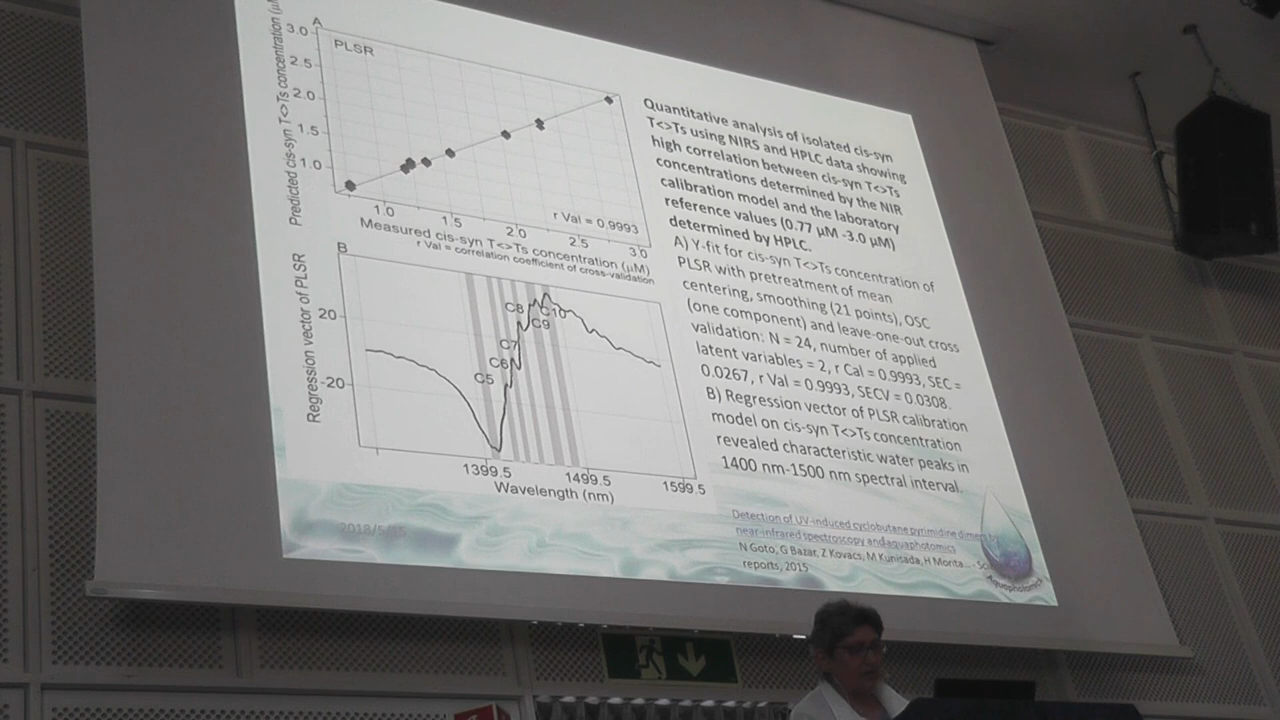 A
PLSR
3.0
2.5
2.0
1.5
1.0
Predicted cis-syn T<>Ts concentration (µM
1.0
1.5
2.0
2.5
3.0
r Val = 0.9993
Measured cis-syn T<>Ts concentration (µM)
r Val = correlation coefficient of cross-validation
B
Regression vector of PLSR
20
-20
C5
C6
C7
C8
C9
C10
1399.5
1499.5
1599.5
Wavelength (nm)
Quantitative analysis of isolated cis-syn
T<>Ts using NIRS and HPLC data showing
high correlation between cis-syn T<>Ts
concentrations determined by the NIR
calibration model and the laboratory
reference values (0.77 µM -3.0 µM)
determined by HPLC.
A) Y-fit for cis-syn T<>Ts concentration of
PLSR with pretreatment of mean
centering, smoothing (21 points), OSC
(one component) and leave-one-out cross
validation: N = 24, number of applied
latent variables = 2, r Cal = 0.9993, SEC =
0.0267, r Val = 0.9993, SECV = 0.0308.
B) Regression vector of PLSR calibration
model on cis-syn T<>Ts concentration
revealed characteristic water peaks in
1400 nm-1500 nm spectral interval.
Detection of UV-induced cyclobutane pyrimidine dimers by
near-infrared spectroscopy and aquaphotomics
N Goto, G Bazar, Z Kovacs, M Kunisada, H Morita... - Sc
reports, 2015
Aquaphotomics